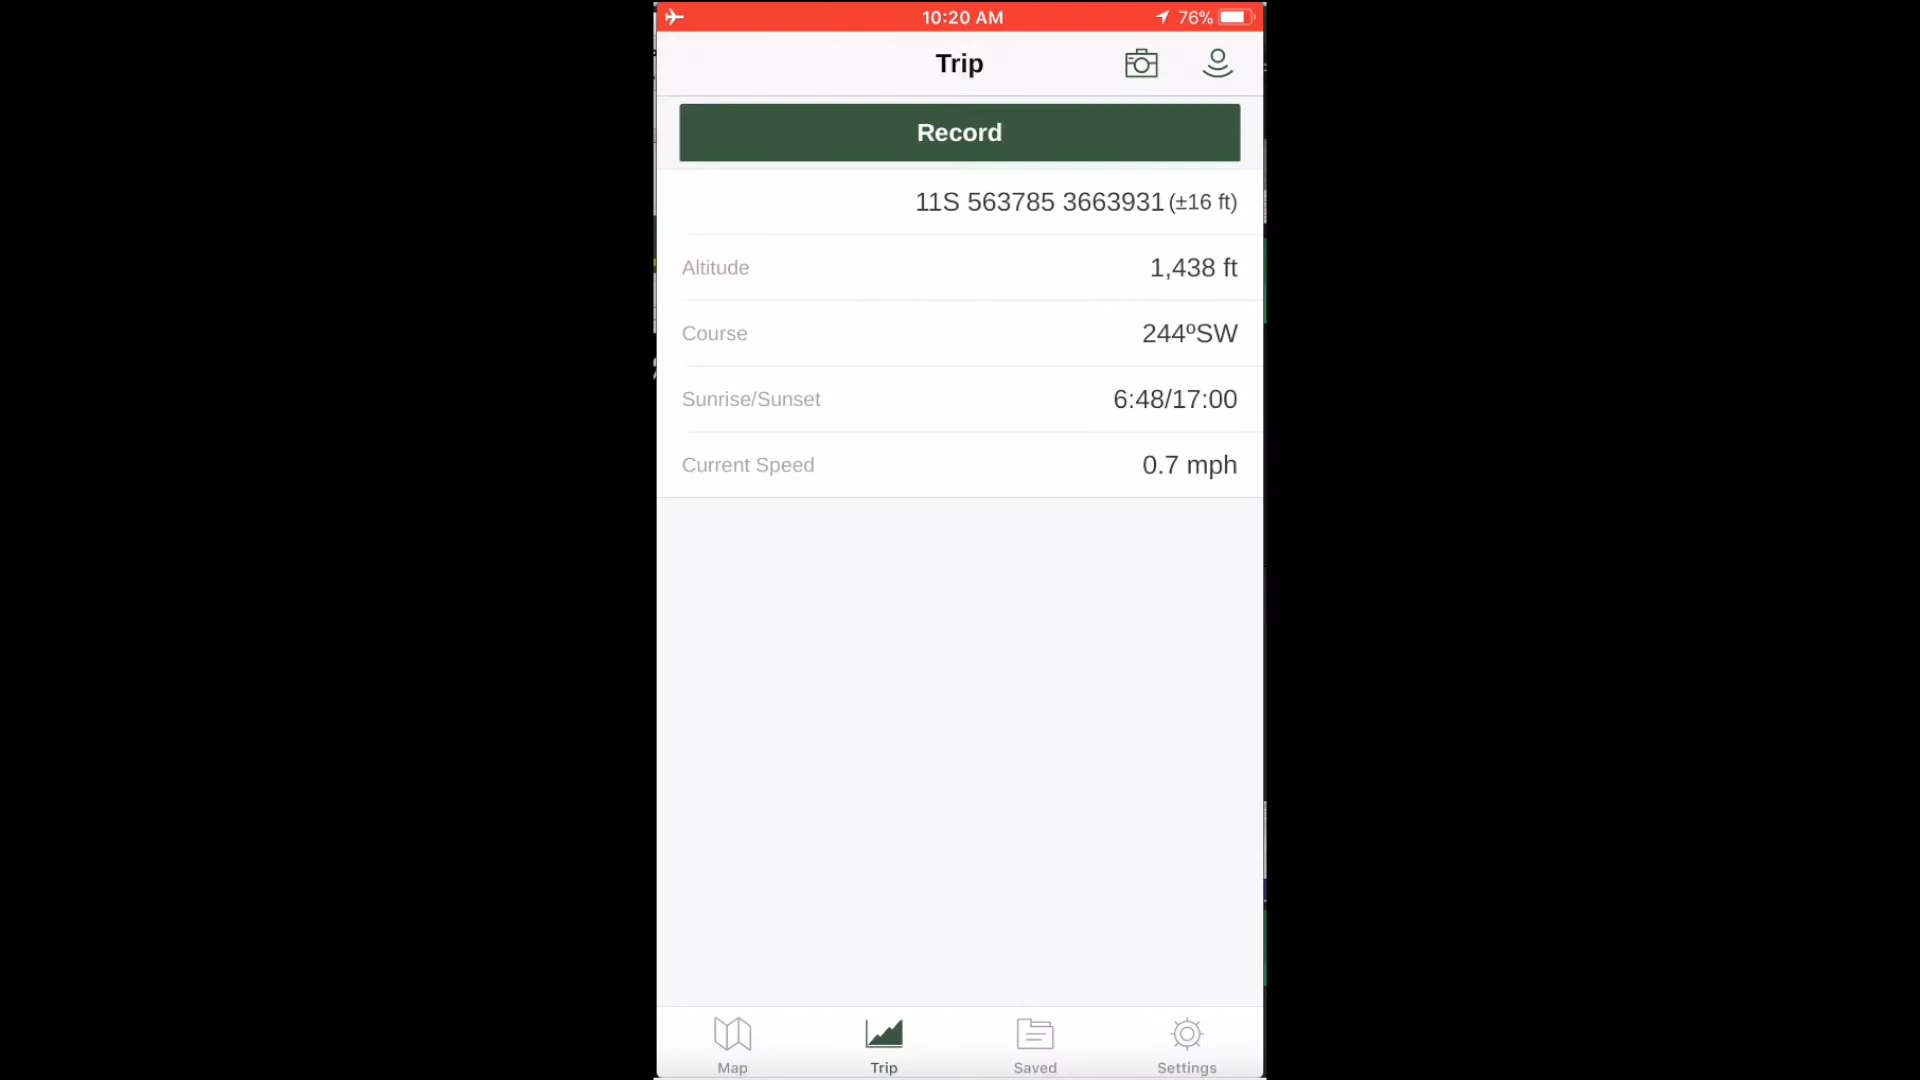 10:20 AM 76%
Trip
Record
11S 563785 3663931 (±16 ft)
Altitude 1,438 ft
Course 244ºSW
Sunrise/Sunset 6:48/17:00
Current Speed 0.7 mph
Map Trip Saved Settings